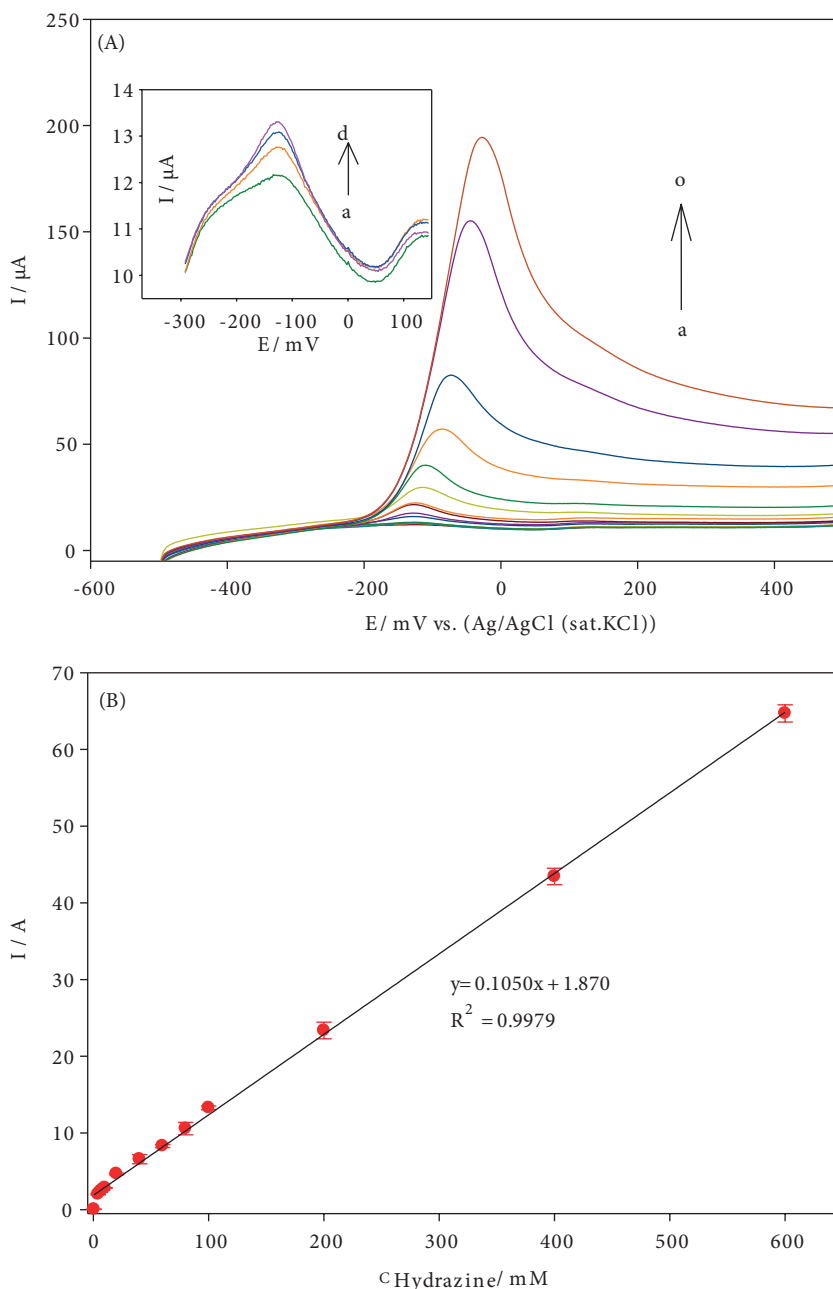 (A)
250
200
150
100
50
0
I / µA
-600
-400
-200
0
200
400
E / mV vs. (Ag/AgCl (sat.KCl))
o
a
14
13
12
11
10
I / µA
-300
-200
-100
0
100
E / mV
d
a
(B)
70
60
50
40
30
20
10
0
I / A
y= 0.1050x + 1.870
R2 = 0.9979
0
100
200
300
400
500
600
C Hydrazine/ mM